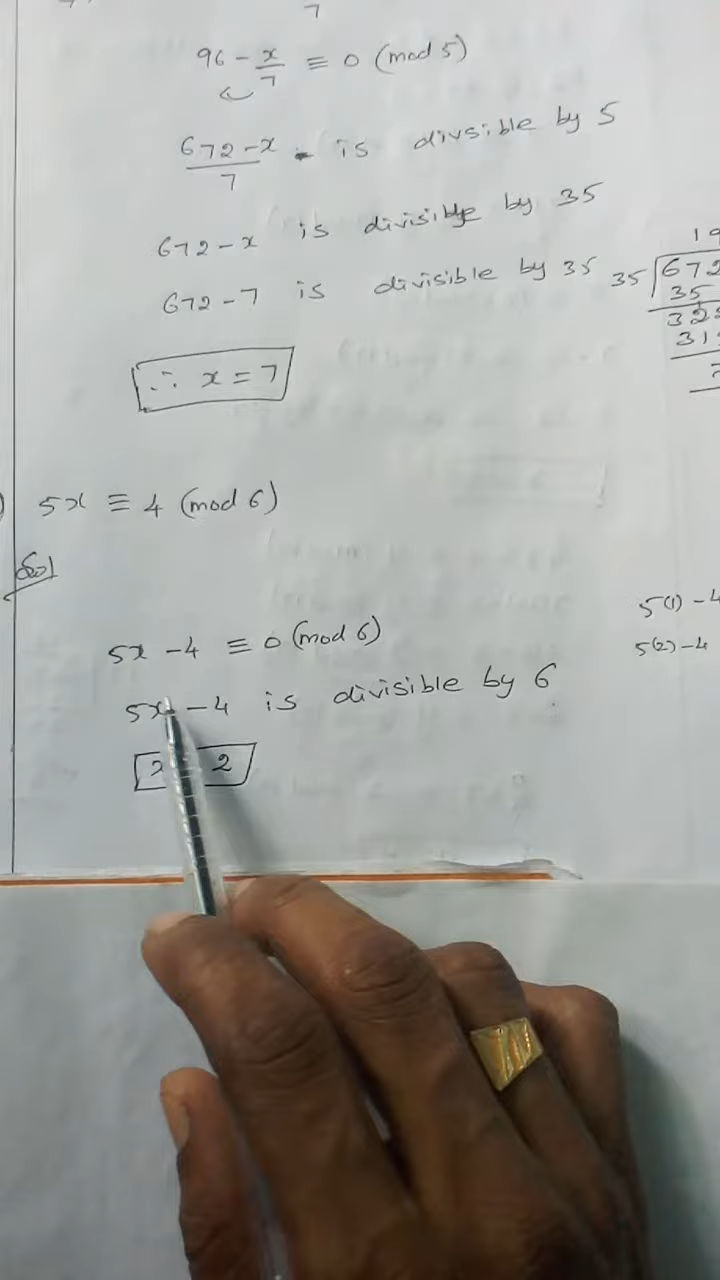 7
96 - x/7 ≡ 0 (mod 5)
(672 - x)/7 is divisible by 5
672 - x is divisible by 35
672 - 7 is divisible by 35
35 ) 672
35
∴ x = 7
5x ≡ 4 (mod 6)
Sol
5x - 4 ≡ 0 (mod 6)
5(1) - 4
5(2) - 4
5x - 4 is divisible by 6
2